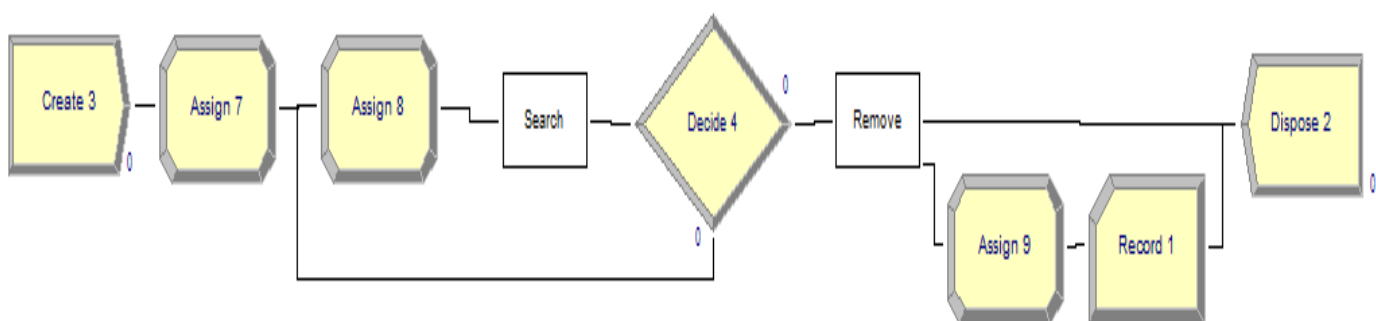 Create 3
0
Assign 7
Assign 8
Search
Decide 4
0
0
Remove
Assign 9
Record 1
Dispose 2
0